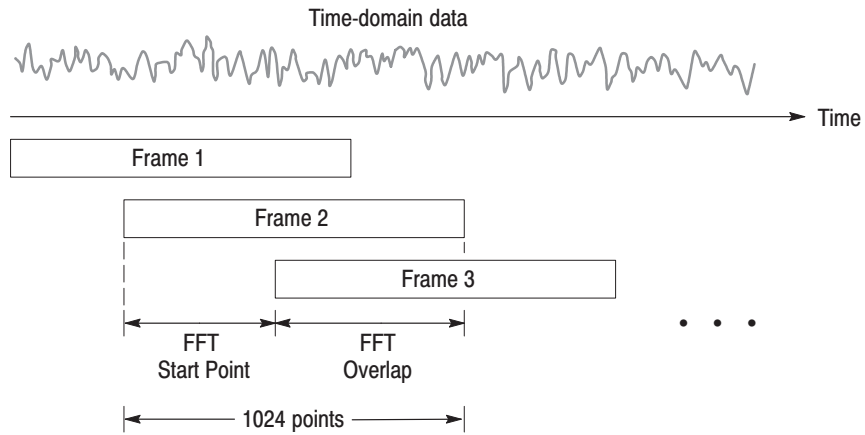 Time-domain data
Time
Frame 1
Frame 2
Frame 3
FFT
Start Point
FFT
Overlap
1024 points